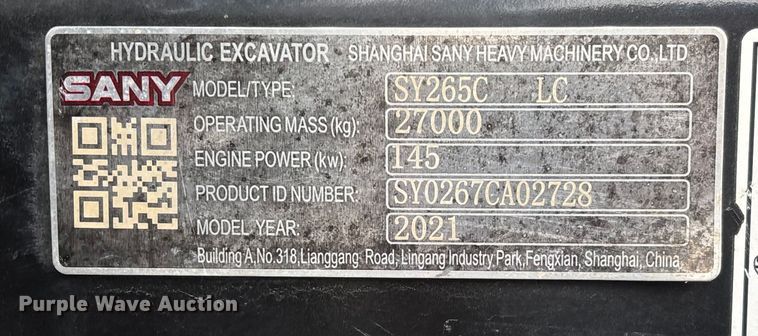 HYDRAULIC EXCAVATOR SHANGHAI SANY HEAVY MACHINERY CO.,LTD
SANY
MODEL/TYPE: SY265C LC
OPERATING MASS (kg): 27000
ENGINE POWER (kw): 145
PRODUCT ID NUMBER: SY0267CA02728
MODEL YEAR: 2021
Building A,No.318,Lianggang Road, Lingang Industry Park,Fengxian, Shanghai, China,
Purple Wave Auction